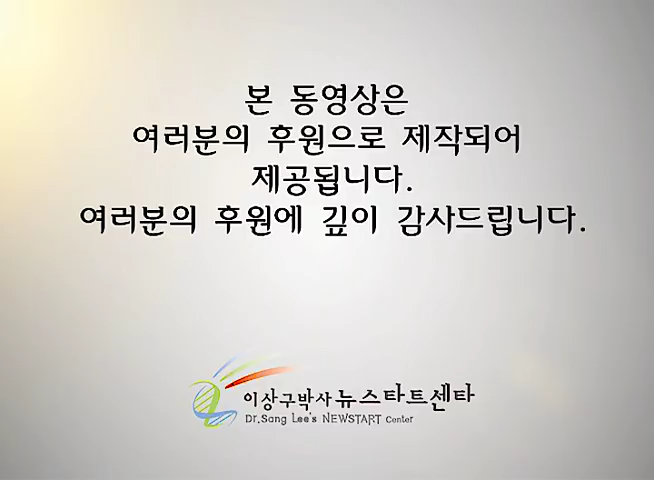 본 동영상은
여러분의 후원으로 제작되어
제공됩니다.
여러분의 후원에 깊이 감사드립니다.
이상구박사 뉴스타트센타
Dr.Sang Lee's NEWSTART Center